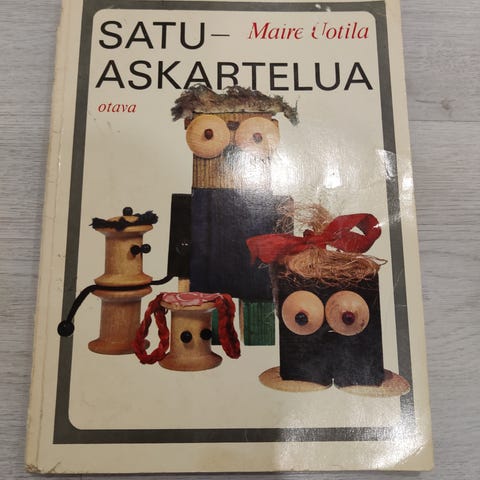 SATU– Maire Uotila
ASKARTELUA
otava